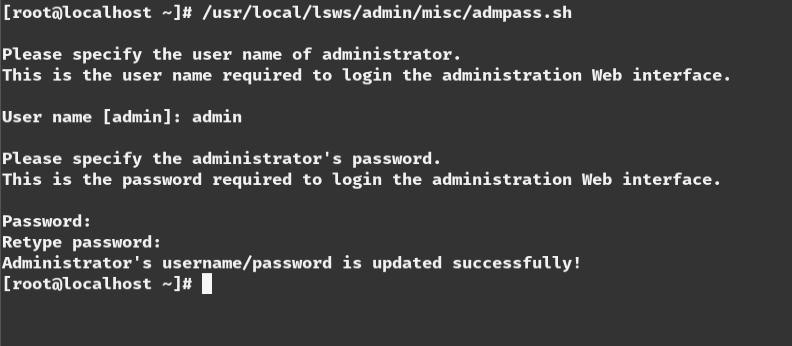 [root@localhost ~]# /usr/local/lsws/admin/misc/admpass.sh
Please specify the user name of administrator.
This is the user name required to login the administration Web interface.
User name [admin]: admin
Please specify the administrator's password.
This is the password required to login the administration Web interface.
Password:
Retype password:
Administrator's username/password is updated successfully!
[root@localhost ~]#